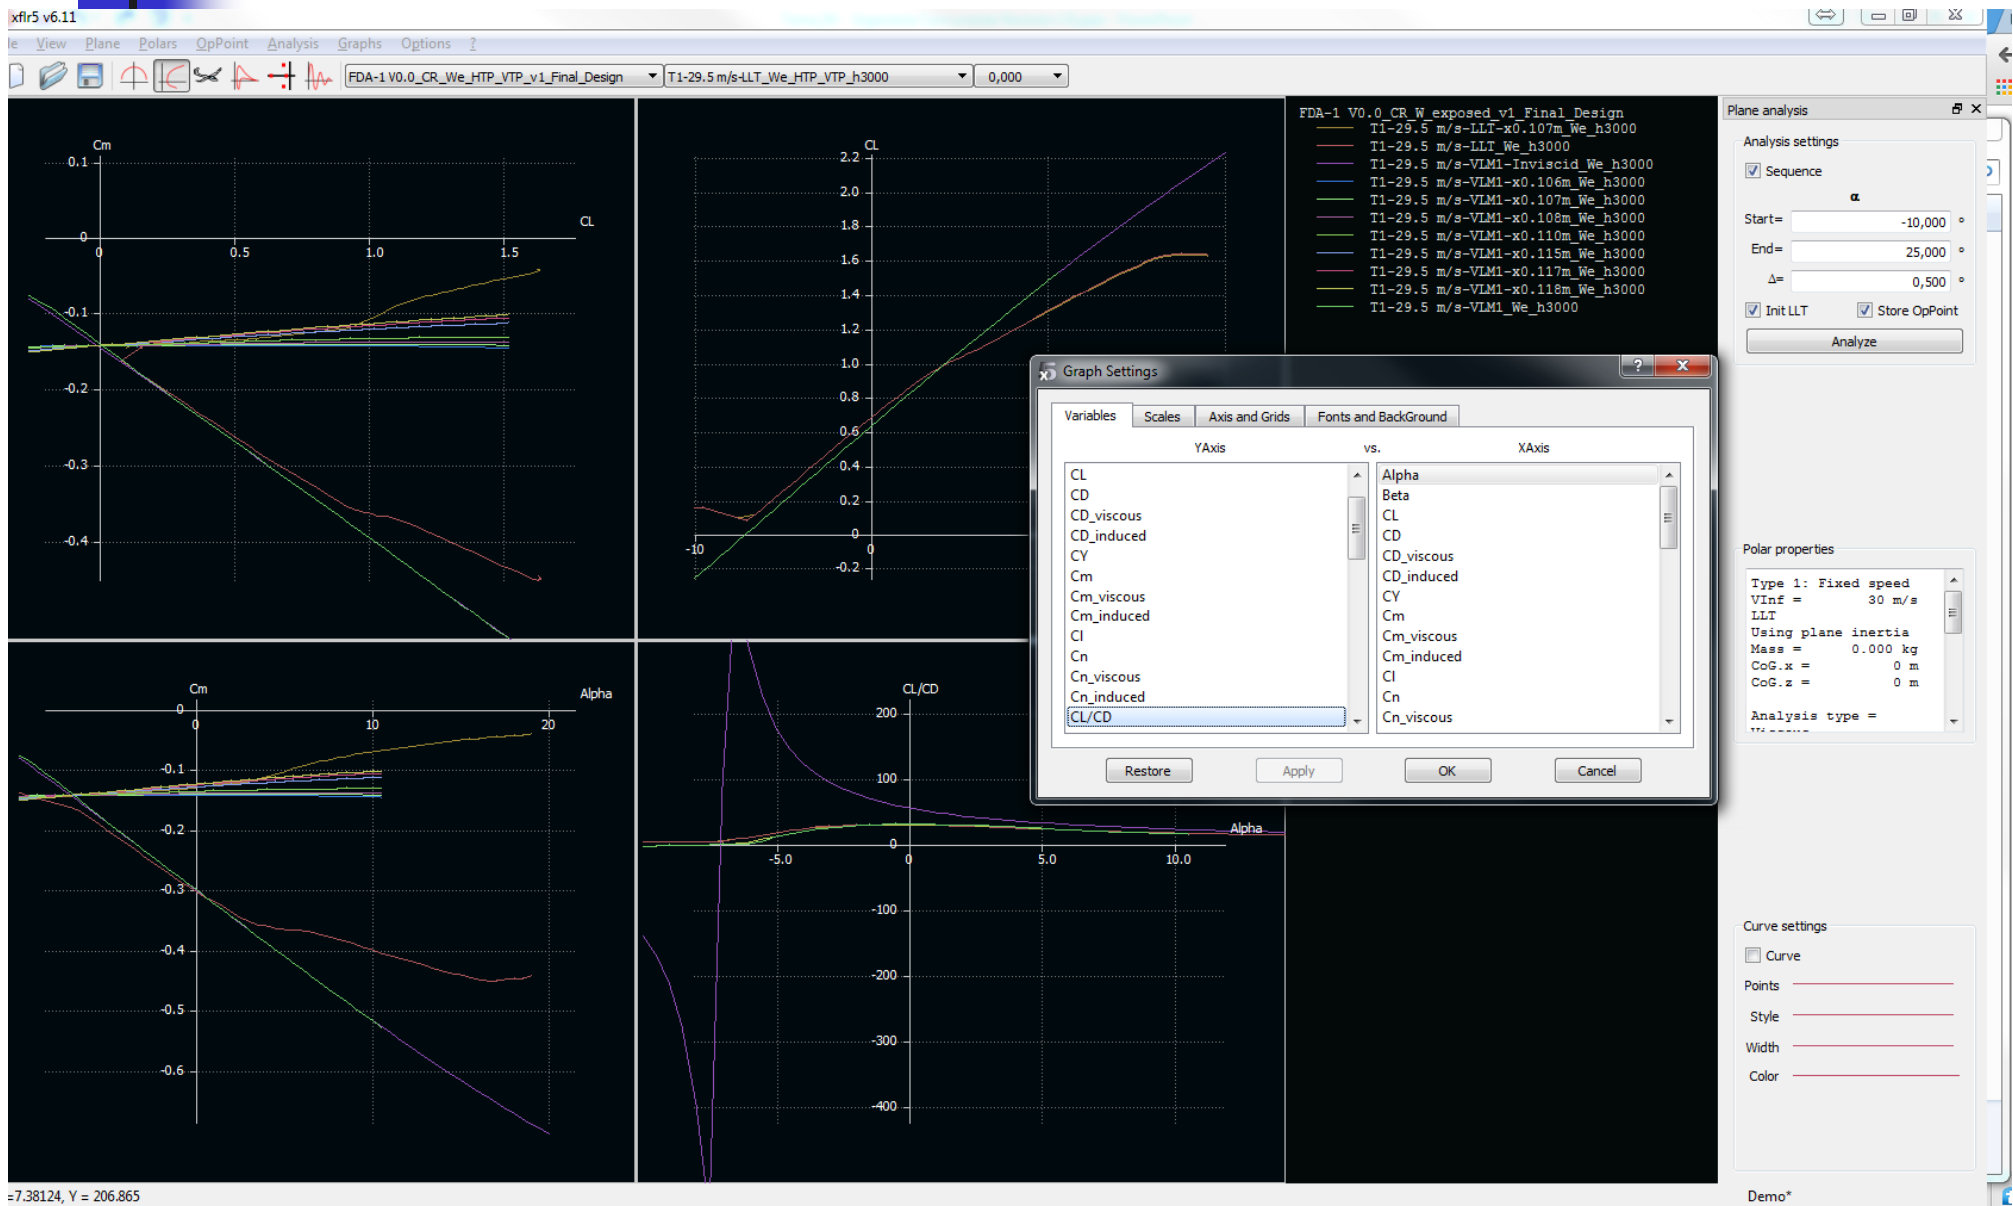 xflr5 v6.11
View Plane Polars OpPoint Analysis Graphs Options ?
FDA-1 V0.0_CR_We_HTP_VTP_v1_Final_Design T1-29.5 m/s-LLT_We_HTP_VTP_h3000 0,000
Cm
0.1
0
CL
0 0.5 1.0 1.5
-0.1
-0.2
-0.3
-0.4
CL
2.2
2.0
1.8
1.6
1.4
1.2
1.0
0.8
0.6
0.4
0.2
0
-10 0
-0.2
FDA-1 V0.0_CR_W_exposed_v1_Final_Design
T1-29.5 m/s-LLT-x0.107m_We_h3000
T1-29.5 m/s-LLT_We_h3000
T1-29.5 m/s-VLM1-Inviscid_We_h3000
T1-29.5 m/s-VLM1-x0.106m_We_h3000
T1-29.5 m/s-VLM1-x0.107m_We_h3000
T1-29.5 m/s-VLM1-x0.108m_We_h3000
T1-29.5 m/s-VLM1-x0.110m_We_h3000
T1-29.5 m/s-VLM1-x0.115m_We_h3000
T1-29.5 m/s-VLM1-x0.117m_We_h3000
T1-29.5 m/s-VLM1-x0.118m_We_h3000
T1-29.5 m/s-VLM1_We_h3000
Graph Settings
?
Variables Scales Axis and Grids Fonts and BackGround
YAxis vs. XAxis
CL
CD
CD_viscous
CD_induced
CY
Cm
Cm_viscous
Cm_induced
Cl
Cn
Cn_viscous
Cn_induced
CL/CD
Alpha
Beta
CL
CD
CD_viscous
CD_induced
CY
Cm
Cm_viscous
Cm_induced
Cl
Cn
Cn_viscous
Restore Apply OK Cancel
Cm
0
Alpha
0 10 20
-0.1
-0.2
-0.3
-0.4
-0.5
-0.6
CL/CD
200
100
0
Alpha
-5.0 0 5.0 10.0
-100
-200
-300
-400
Plane analysis
Analysis settings
Sequence
α
Start= -10,000 °
End= 25,000 °
Δ= 0,500 °
Init LLT Store OpPoint
Analyze
Polar properties
Type 1: Fixed speed
VInf = 30 m/s
LLT
Using plane inertia
Mass = 0.000 kg
CoG.x = 0 m
CoG.z = 0 m
Analysis type =
Curve settings
Curve
Points
Style
Width
Color
=7.38124, Y = 206.865
Demo*